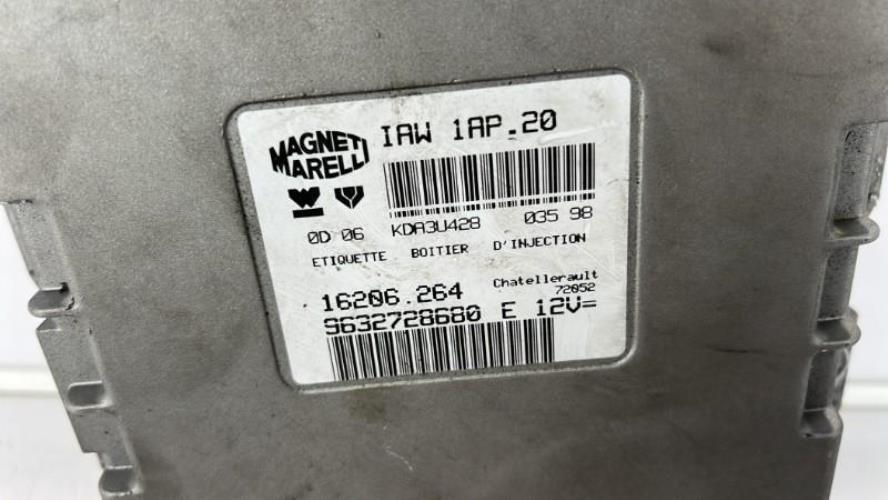 MAGNETI MARELLI
IAW 1AP.20
0D 06 KDA3U428 035 98
ETIQUETTE BOITIER D'INJECTION
16206.264 Chatellerault 72052
9632728680 E 12V=